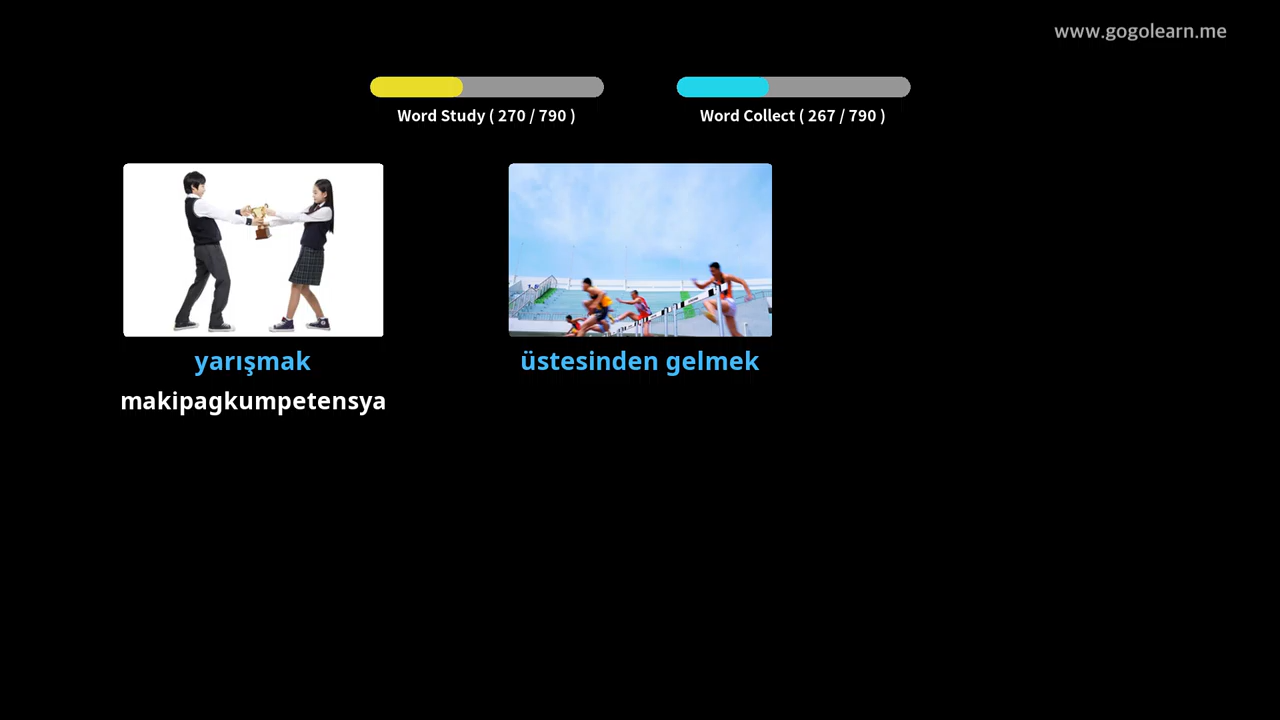 www.gogolearn.me
Word Study ( 270 / 790 )
Word Collect ( 267 / 790 )
yarışmak
makipagkumpetensya
üstesinden gelmek